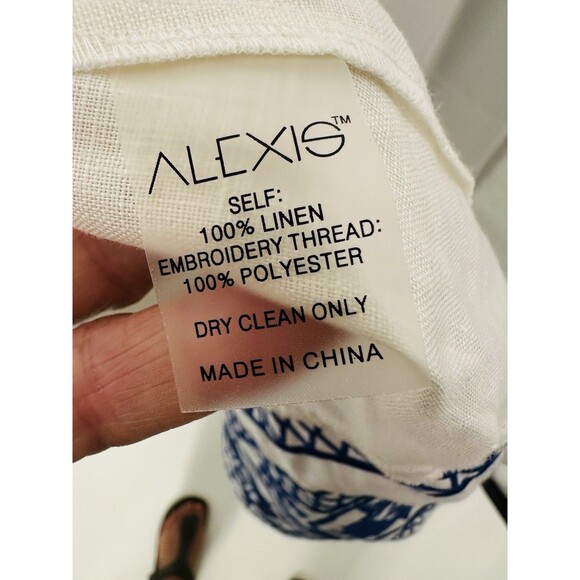 ALEXIS™
SELF:
100% LINEN
EMBROIDERY THREAD:
100% POLYESTER
DRY CLEAN ONLY
MADE IN CHINA